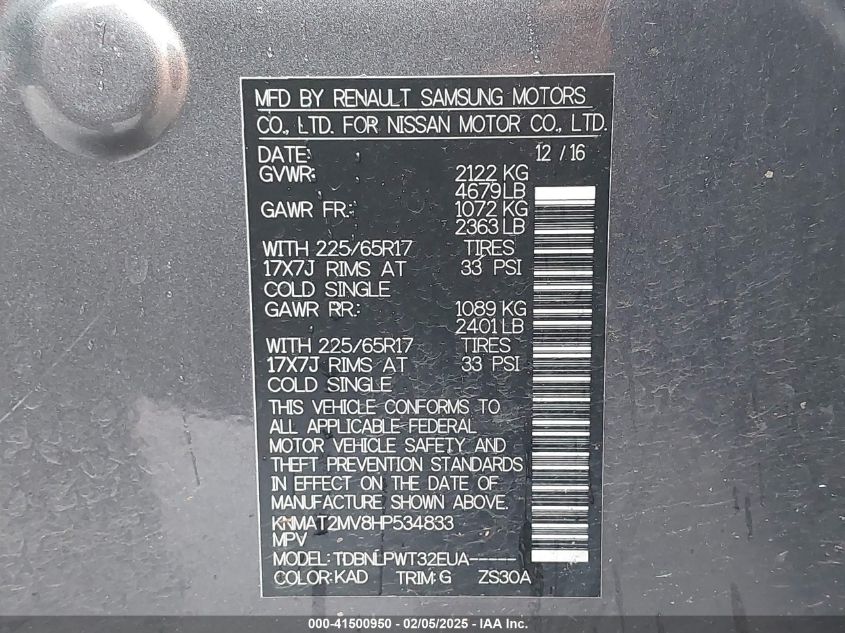 MFD BY RENAULT SAMSUNG MOTORS
CO., LTD. FOR NISSAN MOTOR CO., LTD.
DATE: 12 / 16
GVWR: 2122 KG
4679 LB
GAWR FR.: 1072 KG
2363 LB
WITH 225/65R17 TIRES
17X7J RIMS AT 33 PSI
COLD SINGLE
GAWR RR.: 1089 KG
2401 LB
WITH 225/65R17 TIRES
17X7J RIMS AT 33 PSI
COLD SINGLE
THIS VEHICLE CONFORMS TO
ALL APPLICABLE FEDERAL
MOTOR VEHICLE SAFETY AND
THEFT PREVENTION STANDARDS
IN EFFECT ON THE DATE OF
MANUFACTURE SHOWN ABOVE.
KNMAT2MV8HP534833
MPV
MODEL: TDBNLPWT32EUA-----
COLOR: KAD TRIM: G ZS30A
000-41500950 - 02/05/2025 - IAA Inc.